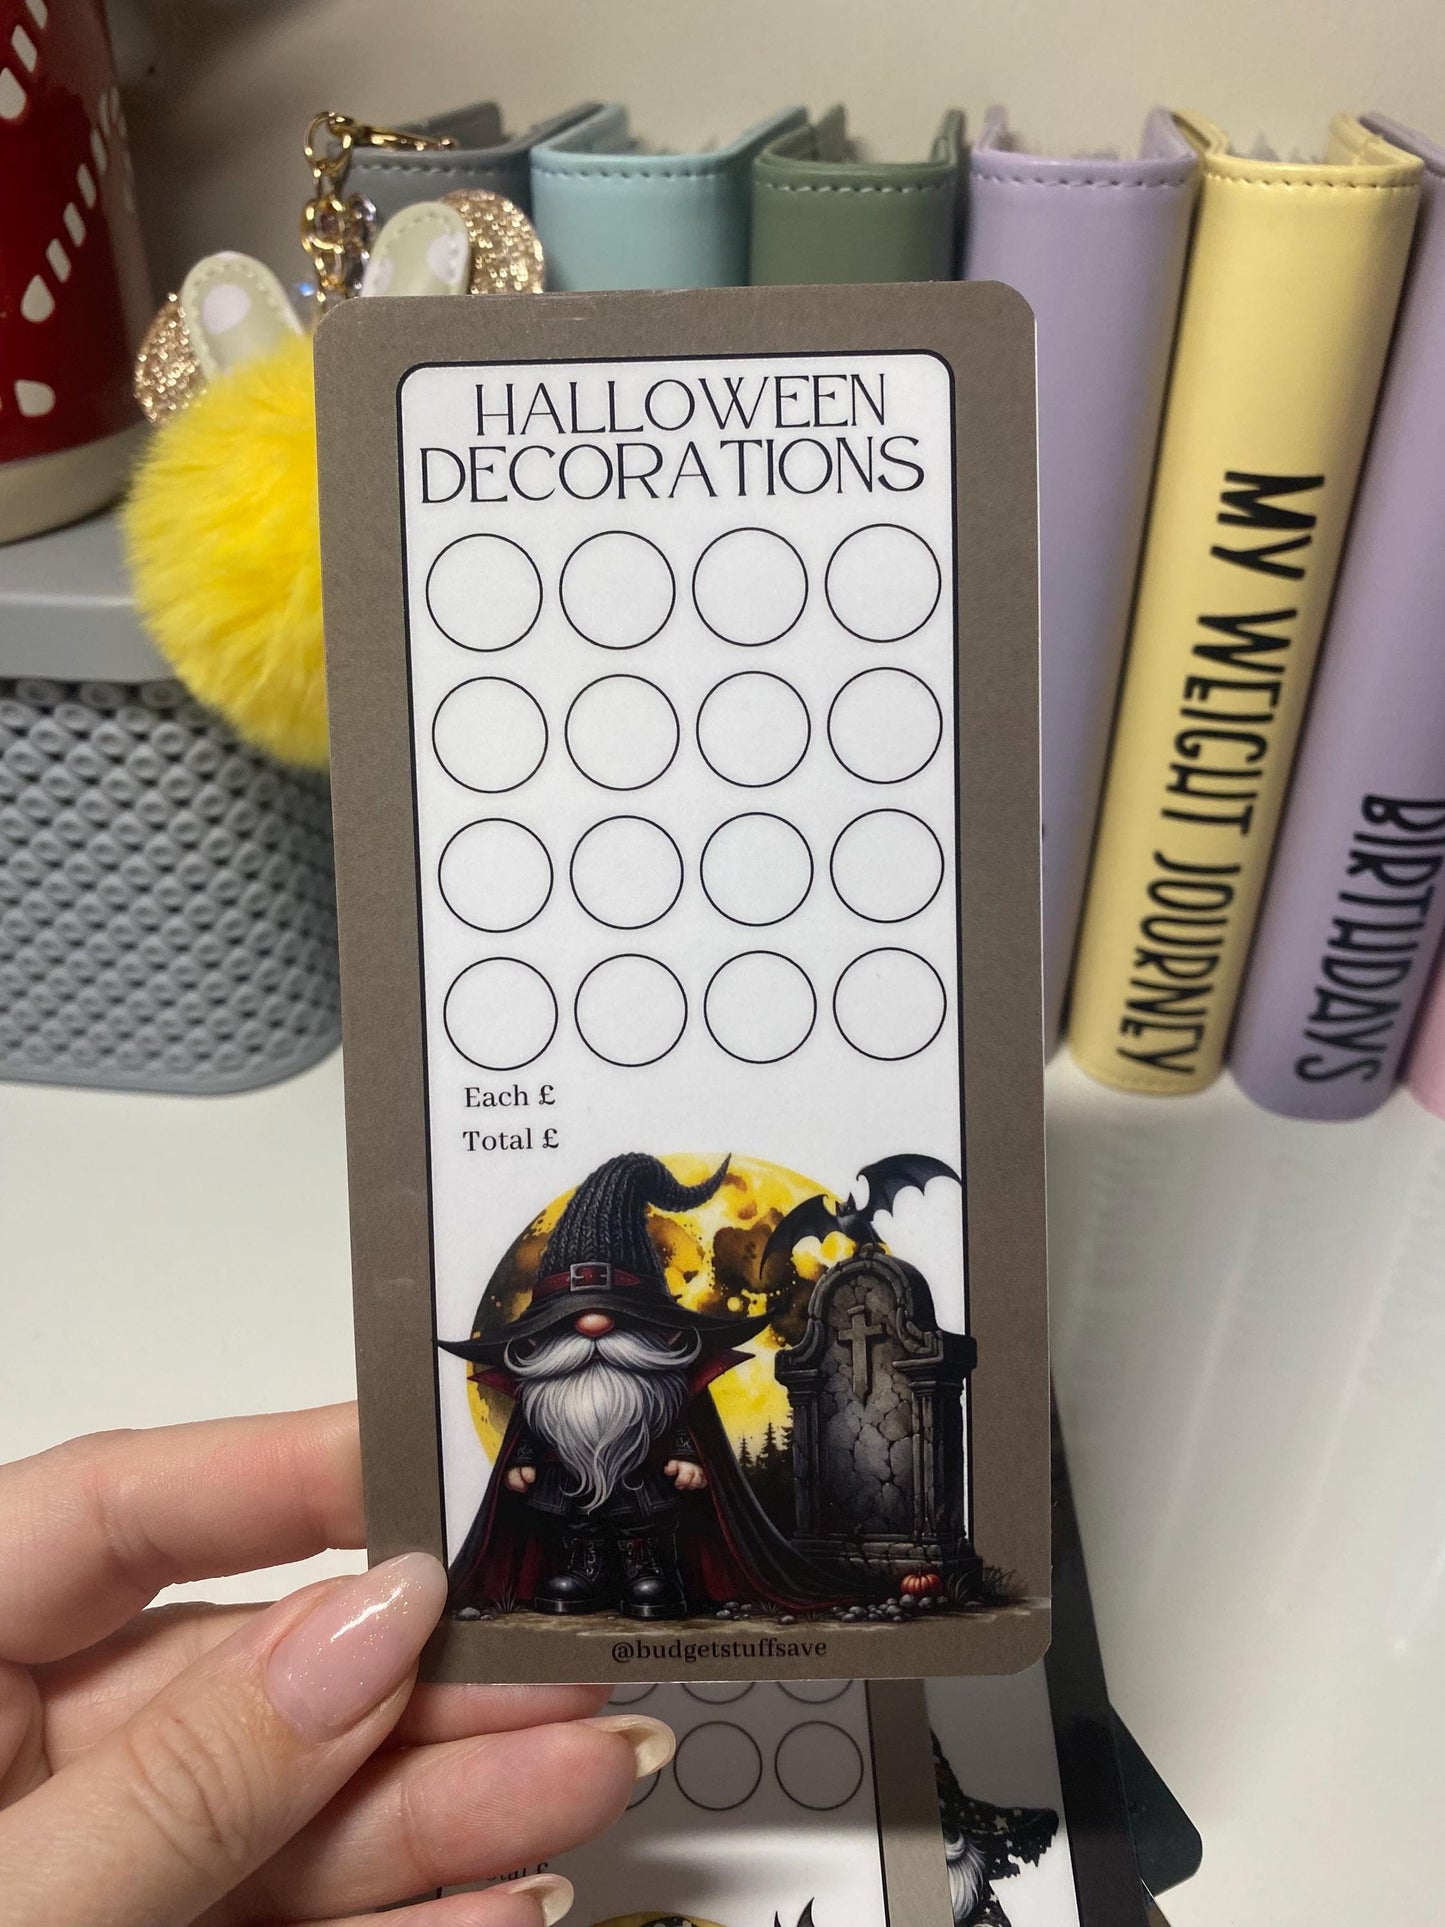 HALLOWEEN
DECORATIONS
Each £
Total £
@budgetstuffsave
MY WEIGHT JOURNEY
BIRTHDAYS